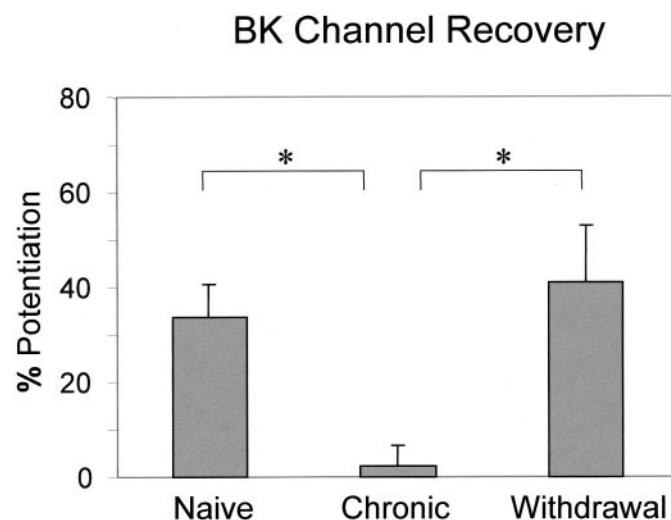 BK Channel Recovery
% Potentiation
80
60
40
20
0
* *
Naive Chronic Withdrawal